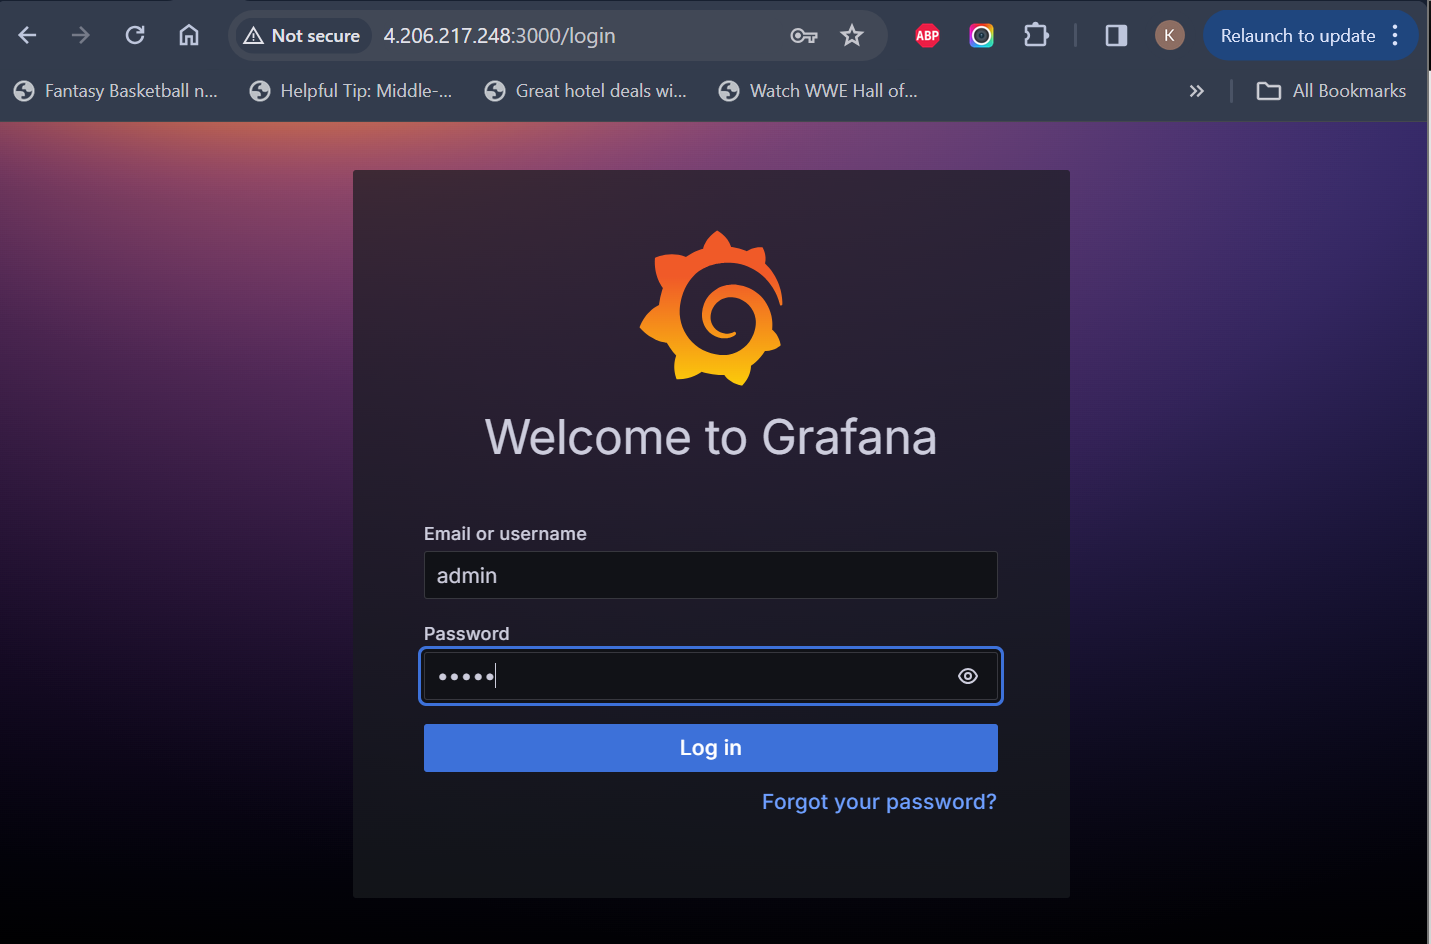 Not secure 4.206.217.248:3000/login ABP K Relaunch to update
Fantasy Basketball n... Helpful Tip: Middle-... Great hotel deals wi... Watch WWE Hall of... » All Bookmarks
Welcome to Grafana
Email or username
admin
Password
•••••
Log in
Forgot your password?